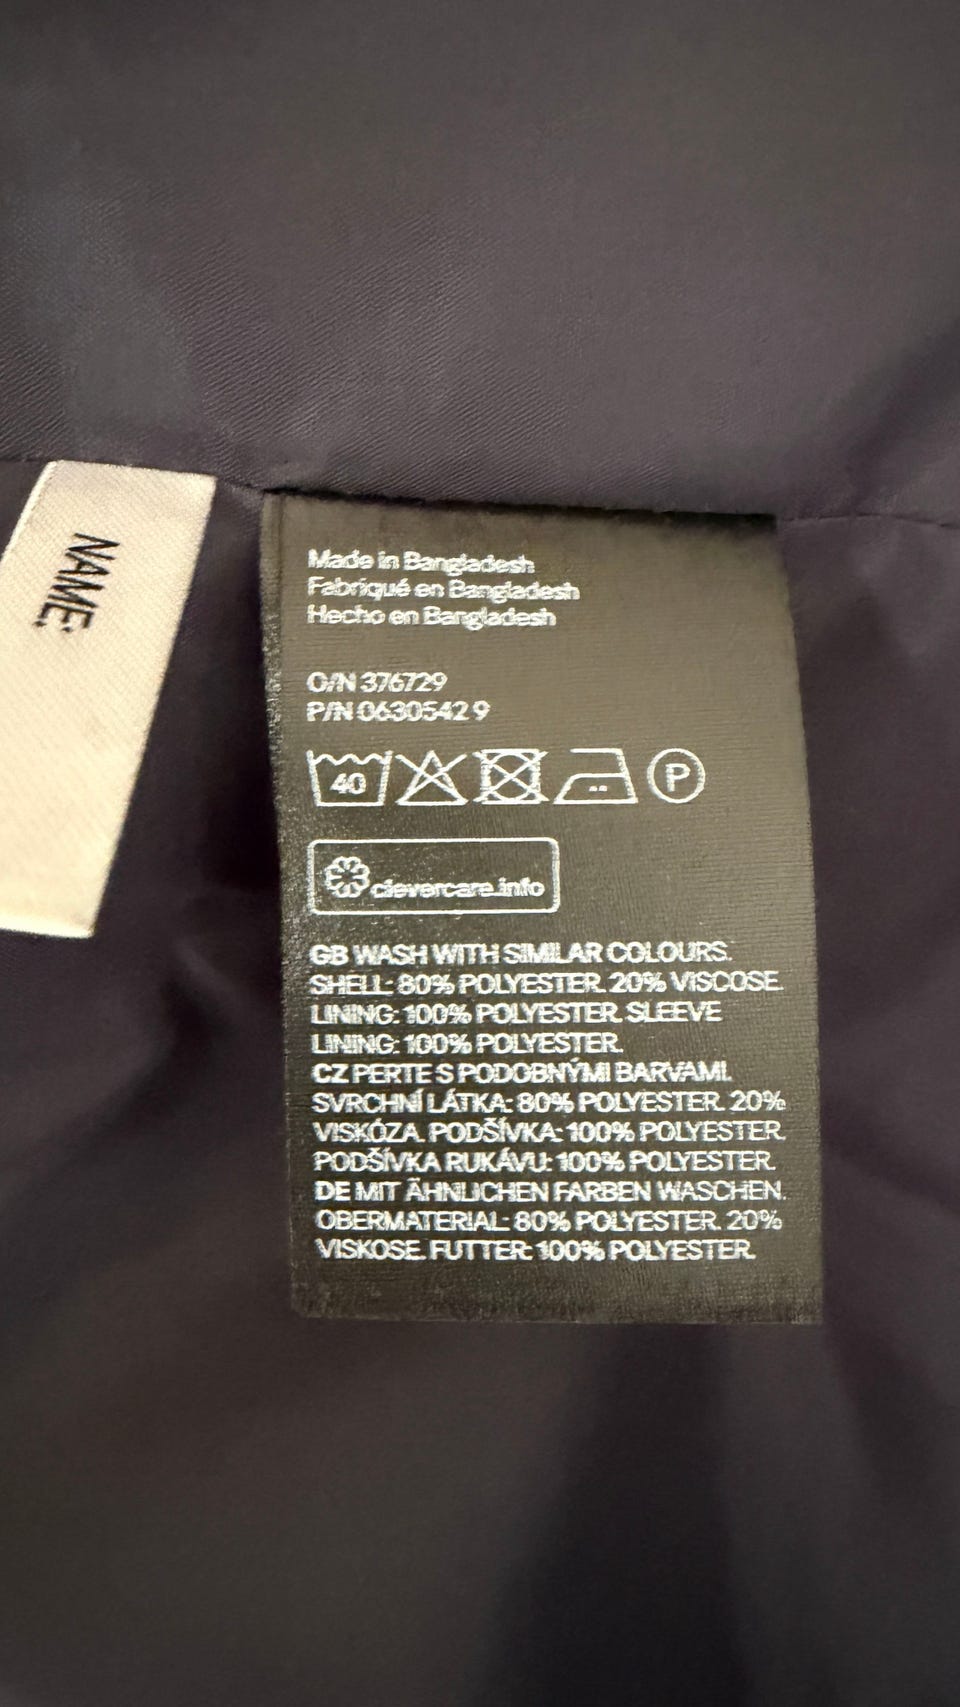 NAME:
Made in Bangladesh
Fabriqué en Bangladesh
Hecho en Bangladesh
O/N 376729
P/N 0630542 9
40 P
clevercare.info
GB WASH WITH SIMILAR COLOURS.
SHELL: 80% POLYESTER. 20% VISCOSE.
LINING: 100% POLYESTER. SLEEVE
LINING: 100% POLYESTER.
CZ PERTE S PODOBNÝMI BARVAMI.
SVRCHNÍ LÁTKA: 80% POLYESTER. 20%
VISKÓZA. PODŠÍVKA: 100% POLYESTER.
PODŠÍVKA RUKÁVU: 100% POLYESTER.
DE MIT ÄHNLICHEN FARBEN WASCHEN.
OBERMATERIAL: 80% POLYESTER. 20%
VISKOSE. FUTTER: 100% POLYESTER.